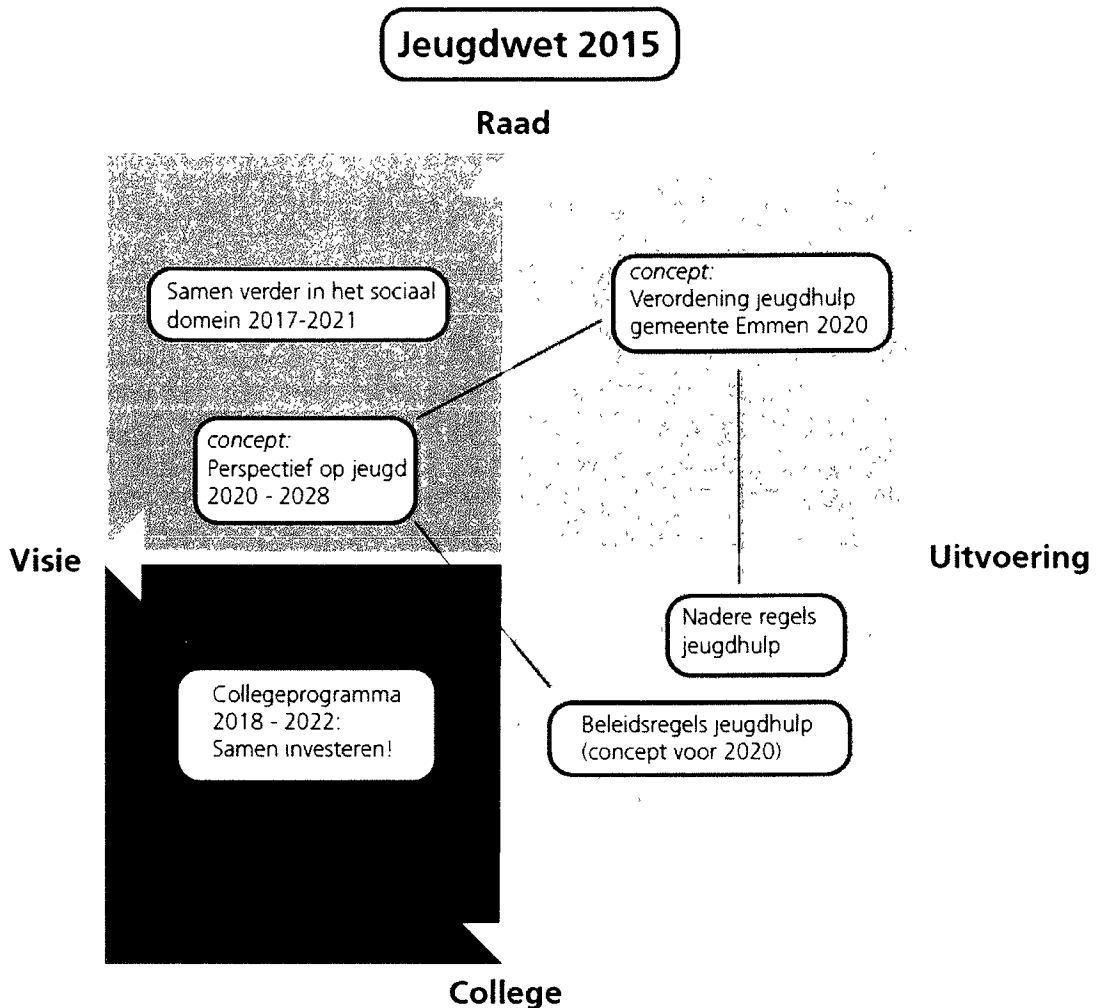 Jeugdwet 2015
Raad
Samen verder in het sociaal
domein 2017-2021
concept:
Verordening jeugdhulp
gemeente Emmen 2020
concept:
Perspectief op jeugd
2020 - 2028
Visie
Uitvoering
Nadere regels
jeugdhulp
Collegeprogramma
2018 - 2022:
Samen investeren!
Beleidsregels jeugdhulp
(concept voor 2020)
College